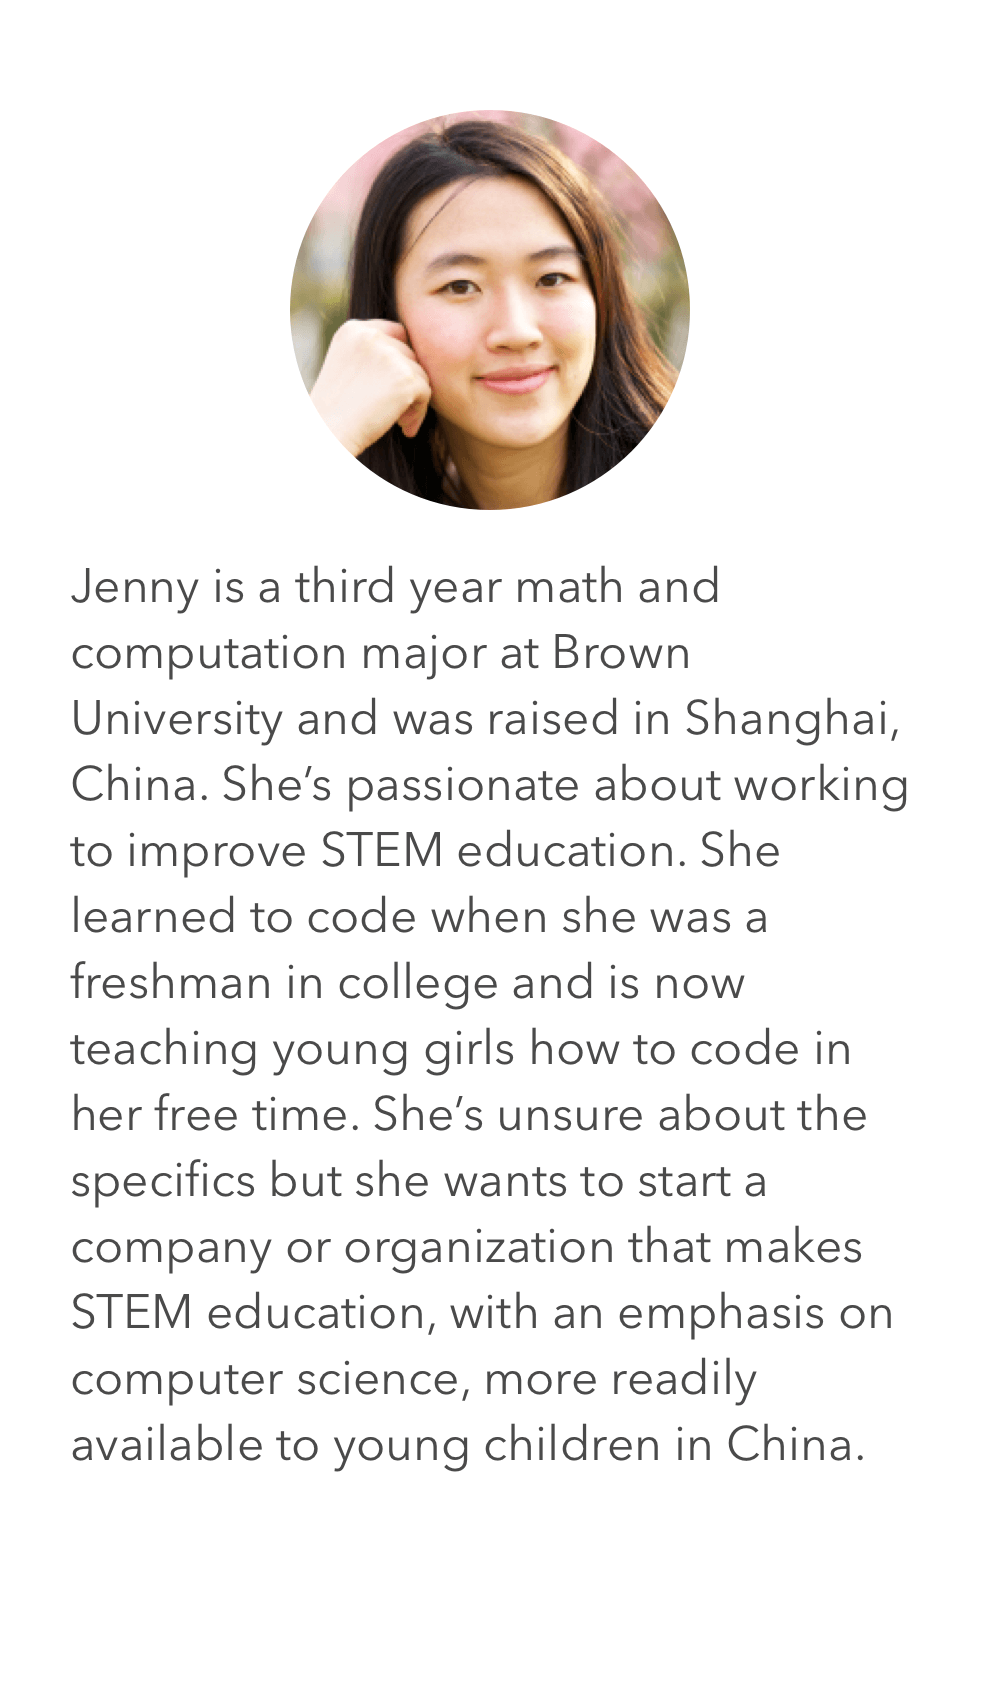 Jenny is a third year math and
computation major at Brown
University and was raised in Shanghai,
China. She’s passionate about working
to improve STEM education. She
learned to code when she was a
freshman in college and is now
teaching young girls how to code in
her free time. She’s unsure about the
specifics but she wants to start a
company or organization that makes
STEM education, with an emphasis on
computer science, more readily
available to young children in China.